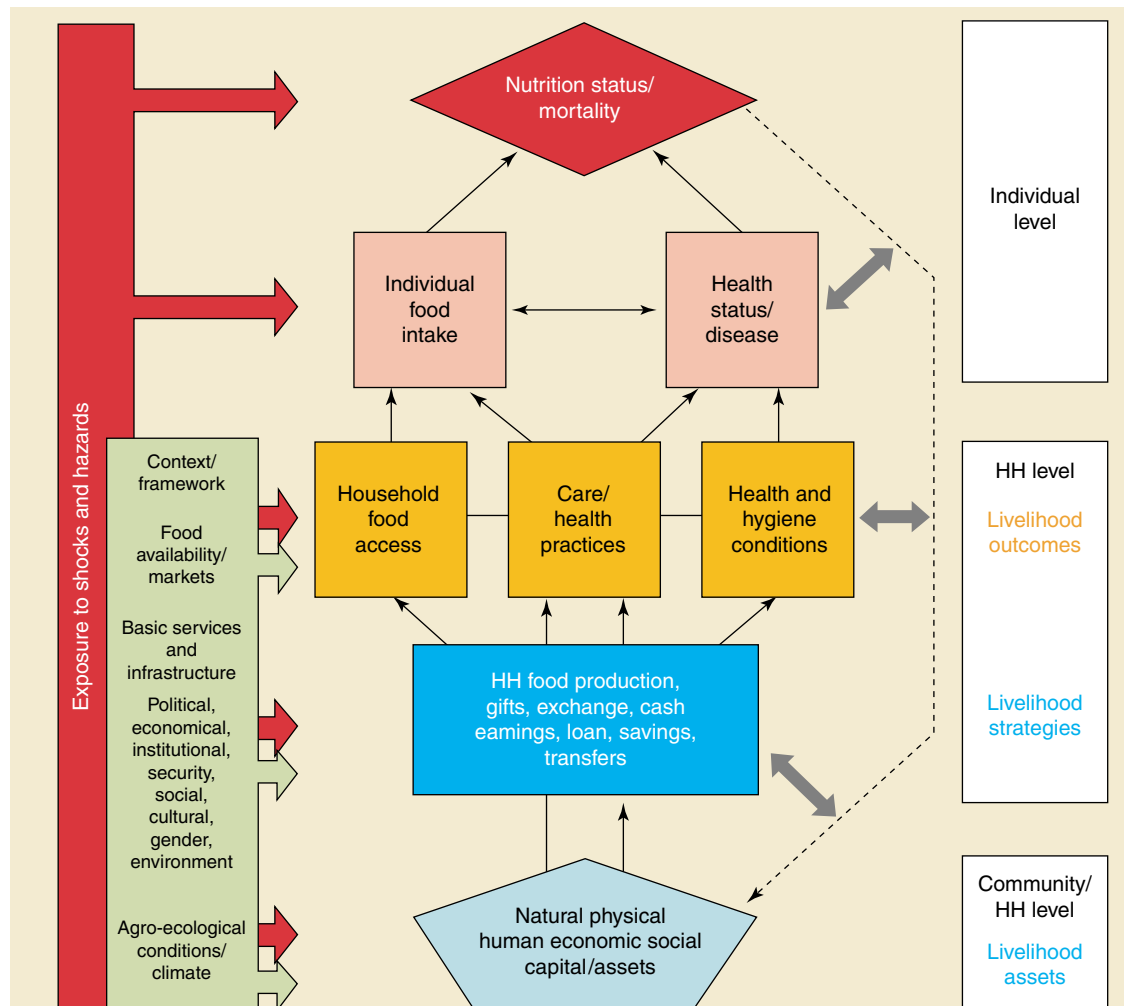 Nutrition status/
mortality
Individual
level
Individual
food
intake
Health
status/
disease
Exposure to shocks and hazards
Context/
framework
Food
availability/
markets
Basic services
and
infrastructure
Political,
economical,
institutional,
security,
social,
cultural,
gender,
environment
Agro-ecological
conditions/
climate
Household
food
access
Care/
health
practices
Health and
hygiene
conditions
HH level
Livelihood
outcomes
HH food production,
gifts, exchange, cash
earnings, loan, savings,
transfers
Livelihood
strategies
Natural physical
human economic social
capital/assets
Community/
HH level
Livelihood
assets